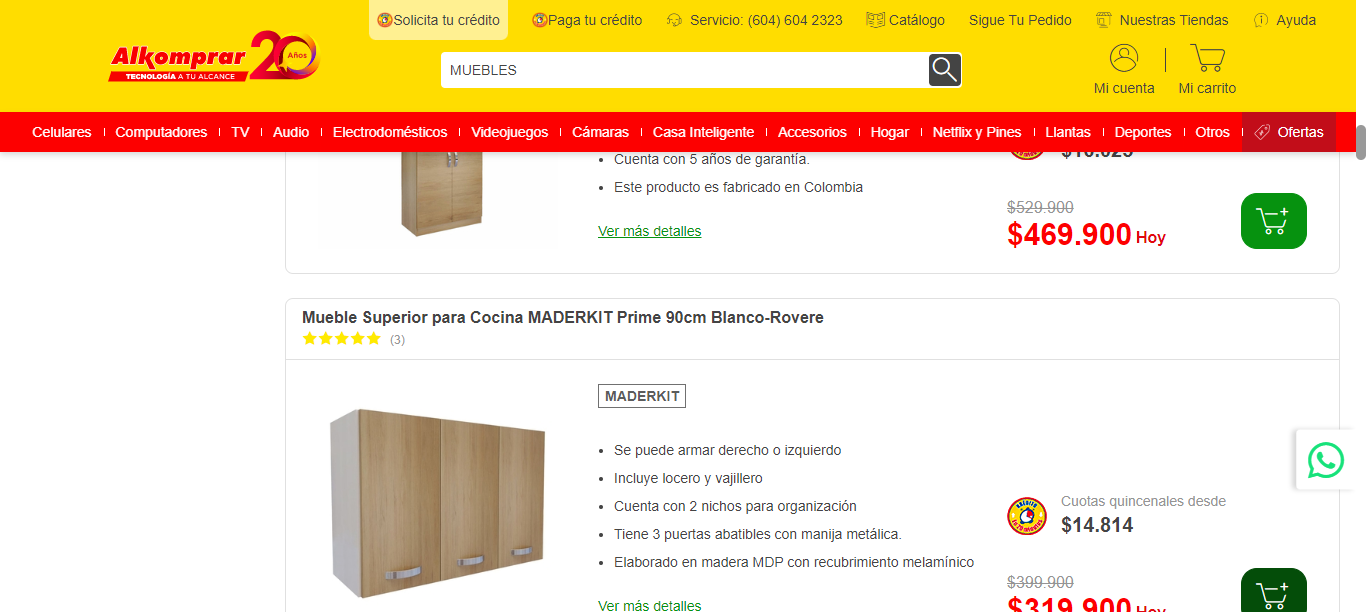 Solicita tu crédito
Paga tu crédito
Servicio: (604) 604 2323
Catálogo
Sigue Tu Pedido
Nuestras Tiendas
Ayuda
Alkomprar 20 Años
TECNOLOGÍA A TU ALCANCE
MUEBLES
Mi cuenta
Mi carrito
Celulares
Computadores
TV
Audio
Electrodomésticos
Videojuegos
Cámaras
Casa Inteligente
Accesorios
Hogar
Netflix y Pines
Llantas
Deportes
Otros
Ofertas
Cuenta con 5 años de garantía.
Este producto es fabricado en Colombia
Ver más detalles
$529.900
$469.900 Hoy
Mueble Superior para Cocina MADERKIT Prime 90cm Blanco-Rovere
(3)
MADERKIT
Se puede armar derecho o izquierdo
Incluye locero y vajillero
Cuenta con 2 nichos para organización
Tiene 3 puertas abatibles con manija metálica.
Elaborado en madera MDP con recubrimiento melamínico
Ver más detalles
Cuotas quincenales desde
$14.814
$399.900
$319.900 Hoy